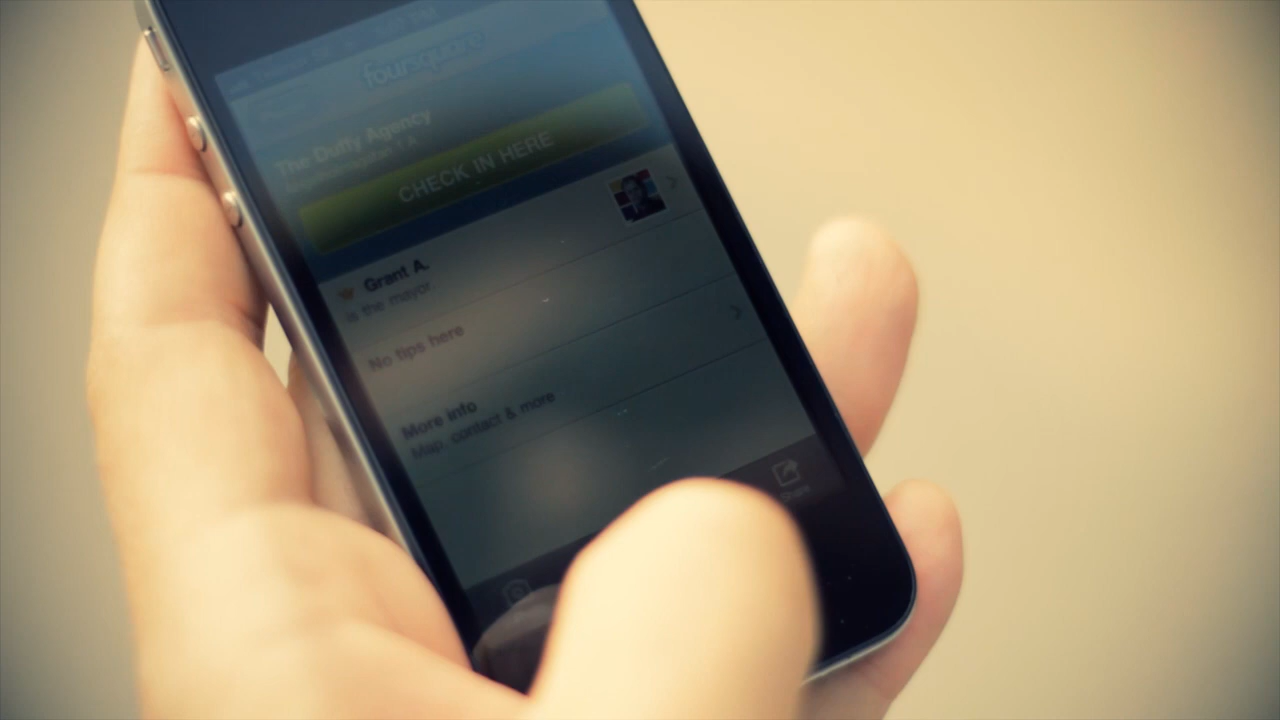 foursquare
The Duffy Agency
CHECK IN HERE
Grant A.
is the mayor.
No tips here
More info
Map, contact & more
Share